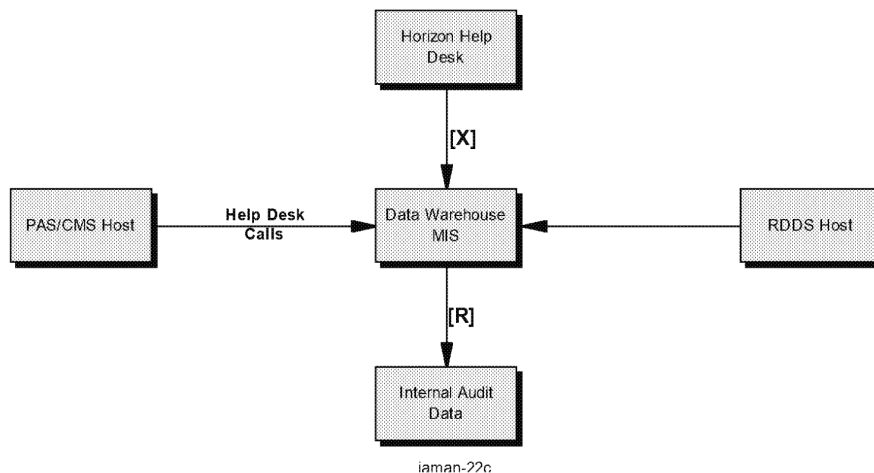 Horizon Help
Desk
[X]
PAS/CMS Host
Help Desk
Calls
Data Warehouse
MIS
RDDS Host
[R]
Internal Audit
Data
iaman-22c